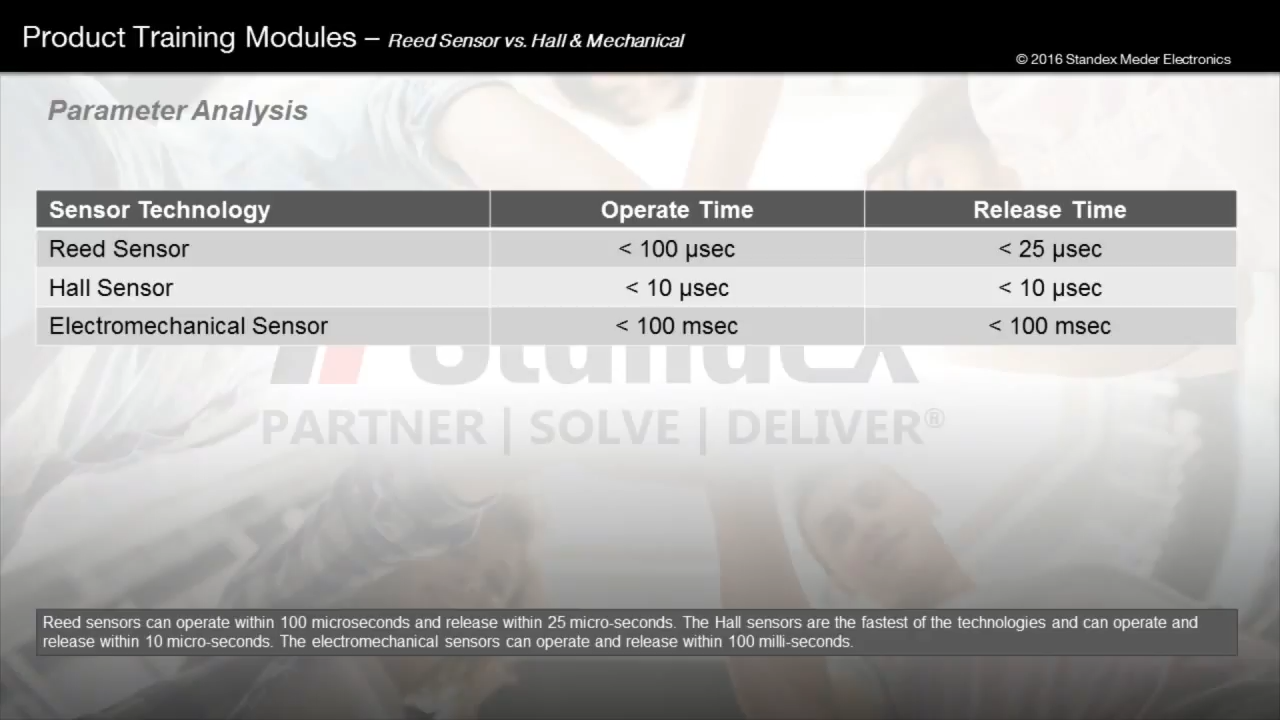 Product Training Modules – Reed Sensor vs. Hall & Mechanical
© 2016 Standex Meder Electronics
Parameter Analysis
Sensor Technology Operate Time Release Time
Reed Sensor < 100 µsec < 25 µsec
Hall Sensor < 10 µsec < 10 µsec
Electromechanical Sensor < 100 msec < 100 msec
Standex
PARTNER | SOLVE | DELIVER®
Reed sensors can operate within 100 microseconds and release within 25 micro-seconds. The Hall sensors are the fastest of the technologies and can operate and
release within 10 micro-seconds. The electromechanical sensors can operate and release within 100 milli-seconds.